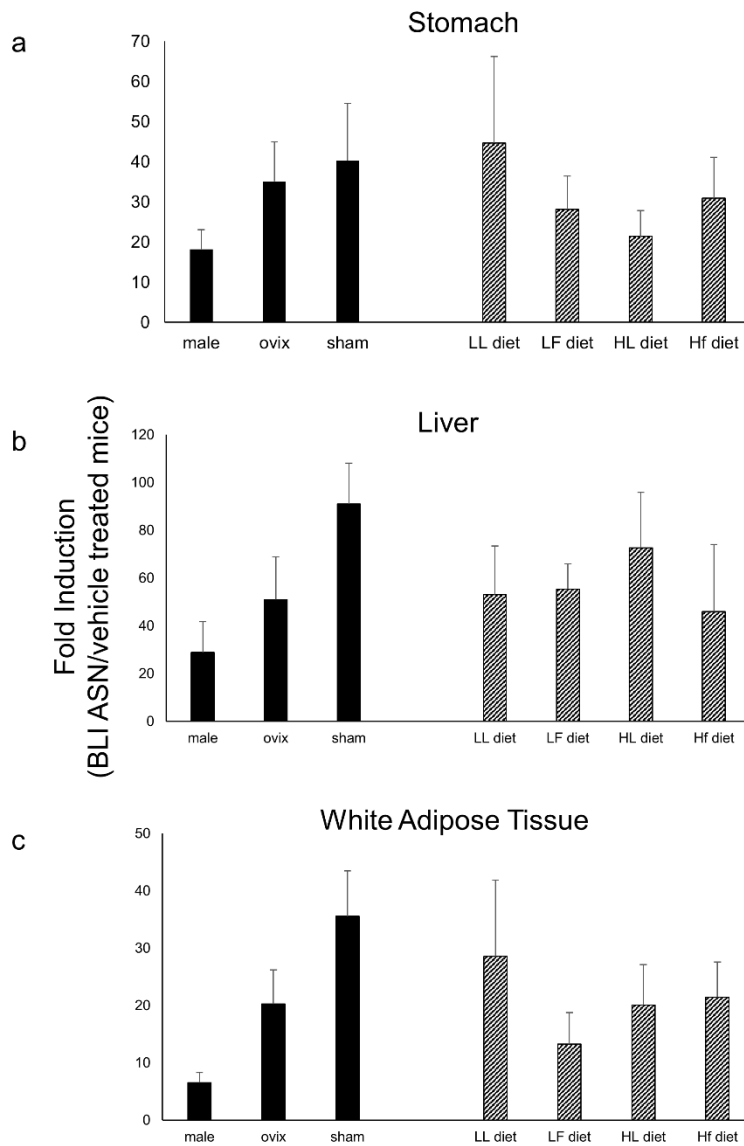 a
Stomach
70
60
50
40
30
20
10
0
male ovix sham LL diet LF diet HL diet Hf diet
Fold Induction
(BLI ASN/vehicle treated mice)
b
Liver
120
100
80
60
40
20
0
male ovix sham LL diet LF diet HL diet Hf diet
c
White Adipose Tissue
50
40
30
20
10
0
male ovix sham LL diet LF diet HL diet Hf diet